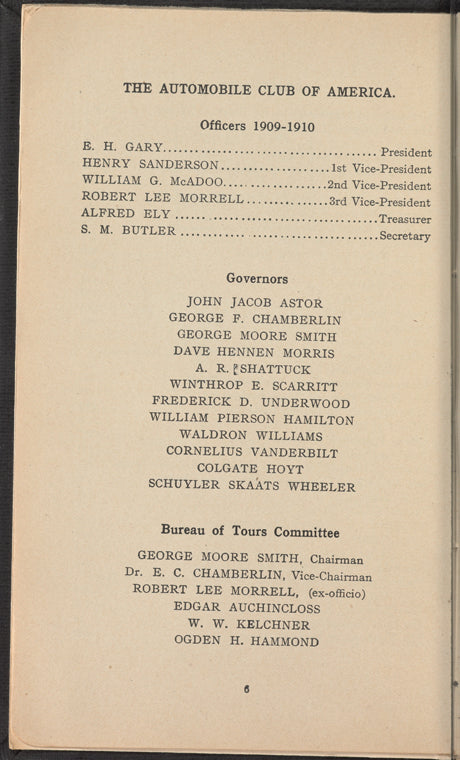 THE AUTOMOBILE CLUB OF AMERICA.
Officers 1909-1910
E. H. GARY..................................... President
HENRY SANDERSON...................1st Vice-President
WILLIAM G. McADOO..................2nd Vice-President
ROBERT LEE MORRELL..............3rd Vice-President
ALFRED ELY ...................................Treasurer
S. M. BUTLER ..................................Secretary
Governors
JOHN JACOB ASTOR
GEORGE F. CHAMBERLIN
GEORGE MOORE SMITH
DAVE HENNEN MORRIS
A. R. SHATTUCK
WINTHROP E. SCARRITT
FREDERICK D. UNDERWOOD
WILLIAM PIERSON HAMILTON
WALDRON WILLIAMS
CORNELIUS VANDERBILT
COLGATE HOYT
SCHUYLER SKAATS WHEELER
Bureau of Tours Committee
GEORGE MOORE SMITH, Chairman
Dr. E. C. CHAMBERLIN, Vice-Chairman
ROBERT LEE MORRELL, (ex-officio)
EDGAR AUCHINCLOSS
W. W. KELCHNER
OGDEN H. HAMMOND
6